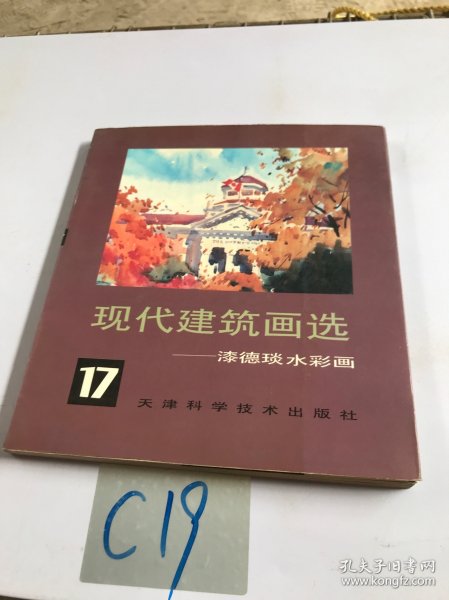 现代建筑画选
——漆德琰水彩画
17
天津科学技术出版社
C19
孔夫子旧书网
www.kongfz.com